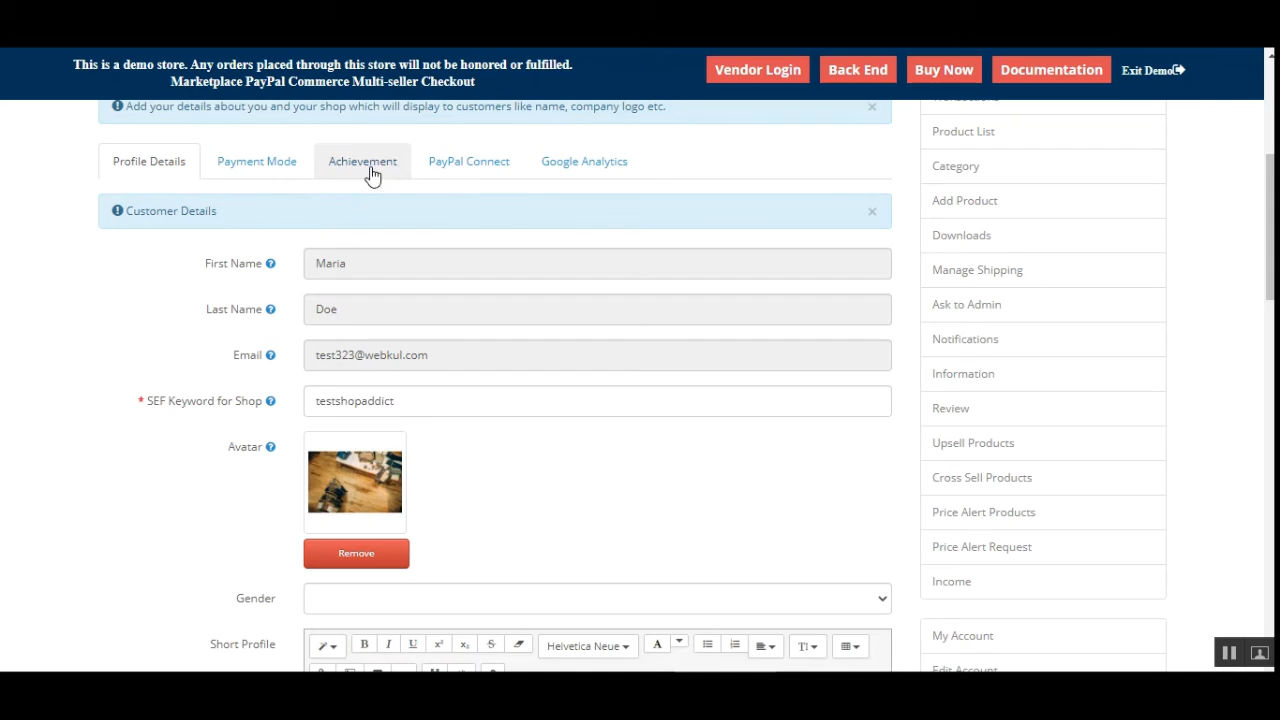 This is a demo store. Any orders placed through this store will not be honored or fulfilled.
Marketplace PayPal Commerce Multi-seller Checkout
Vendor Login
Back End
Buy Now
Documentation
Exit Demo
Add your details about you and your shop which will display to customers like name, company logo etc.
×
Profile Details
Payment Mode
Achievement
PayPal Connect
Google Analytics
Customer Details
×
First Name
Maria
Last Name
Doe
Email
test323@webkul.com
* SEF Keyword for Shop
testshopaddict
Avatar
Remove
Gender
Short Profile
B
I
U
x²
x₂
S
Helvetica Neue
A
TI
Transactions
Product List
Category
Add Product
Downloads
Manage Shipping
Ask to Admin
Notifications
Information
Review
Upsell Products
Cross Sell Products
Price Alert Products
Price Alert Request
Income
My Account
Edit Account